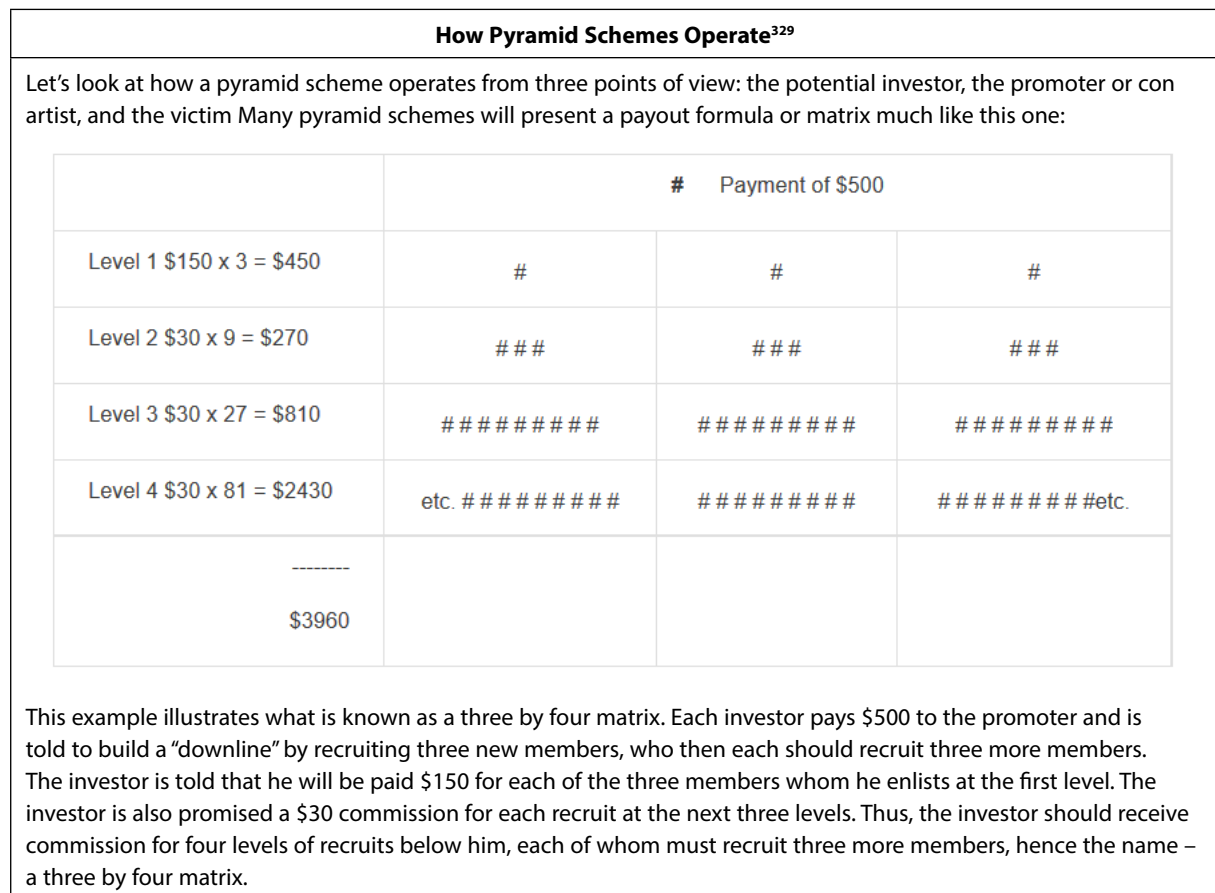 How Pyramid Schemes Operate329
Let's look at how a pyramid scheme operates from three points of view: the potential investor, the promoter or con
artist, and the victim Many pyramid schemes will present a payout formula or matrix much like this one:
# Payment of $500
Level 1 $150 x 3 = $450 # # #
Level 2 $30 x 9 = $270 # # # # # # # # #
Level 3 $30 x 27 = $810 # # # # # # # # # # # # # # # # # # # # # # # # # # #
Level 4 $30 x 81 = $2430 etc. # # # # # # # # # # # # # # # # # # # # # # # # # # #etc.
--------
$3960
This example illustrates what is known as a three by four matrix. Each investor pays $500 to the promoter and is
told to build a “downline” by recruiting three new members, who then each should recruit three more members.
The investor is told that he will be paid $150 for each of the three members whom he enlists at the first level. The
investor is also promised a $30 commission for each recruit at the next three levels. Thus, the investor should receive
commission for four levels of recruits below him, each of whom must recruit three more members, hence the name –
a three by four matrix.